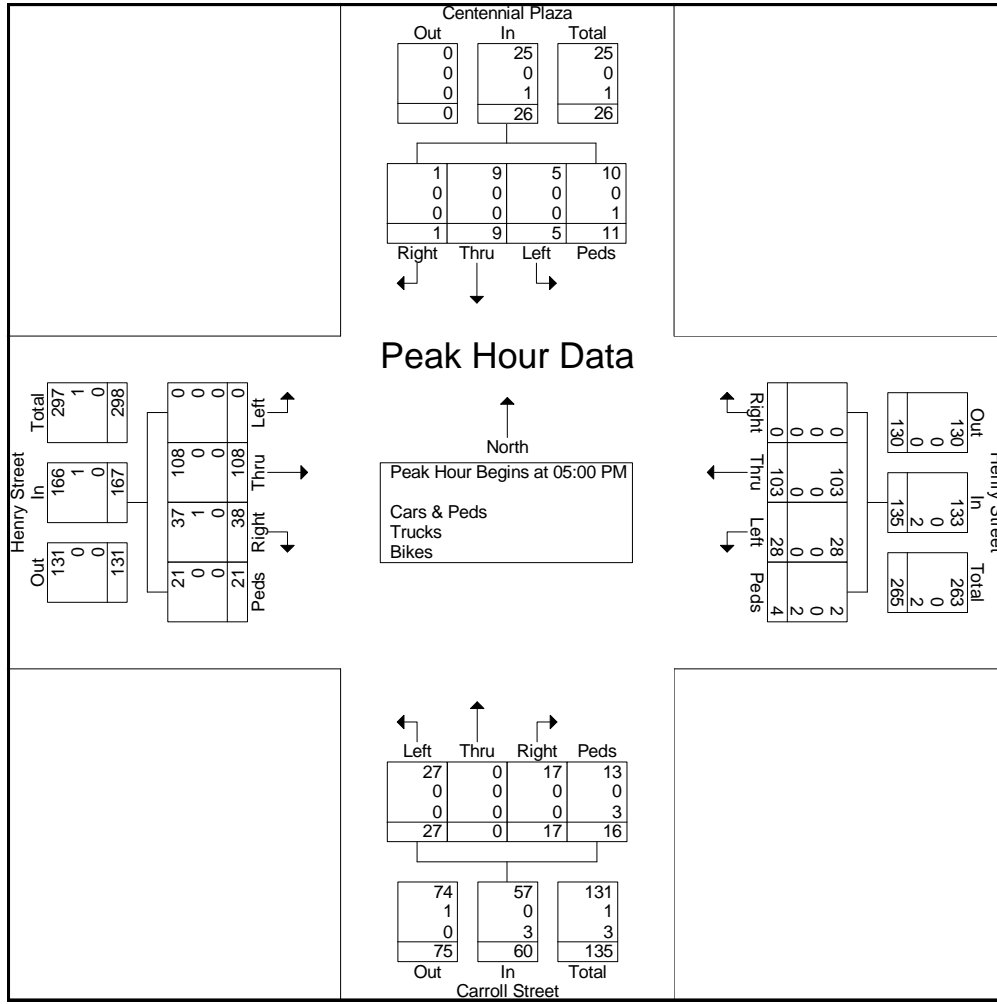 Centennial Plaza
Out In Total
0 25 25
0 0 0
0 1 1
0 26 26
1 9 5 10
0 0 0 0
0 0 0 1
1 9 5 11
Right Thru Left Peds
Peak Hour Data
North
Peak Hour Begins at 05:00 PM
Cars & Peds
Trucks
Bikes
Henry Street
Out In Total
131 166 297
0 1 1
0 0 0
131 167 298
Peds Right Thru Left
21 37 108 0
0 1 0 0
0 0 0 0
21 38 108 0
Henry Street
Out In Total
130 133 263
0 0 0
0 2 2
130 135 265
Right Thru Left Peds
0 103 28 2
0 0 0 0
0 0 0 2
0 103 28 4
Left Thru Right Peds
27 0 17 13
0 0 0 0
0 0 0 3
27 0 17 16
74 57 131
1 0 1
0 3 3
75 60 135
Out In Total
Carroll Street